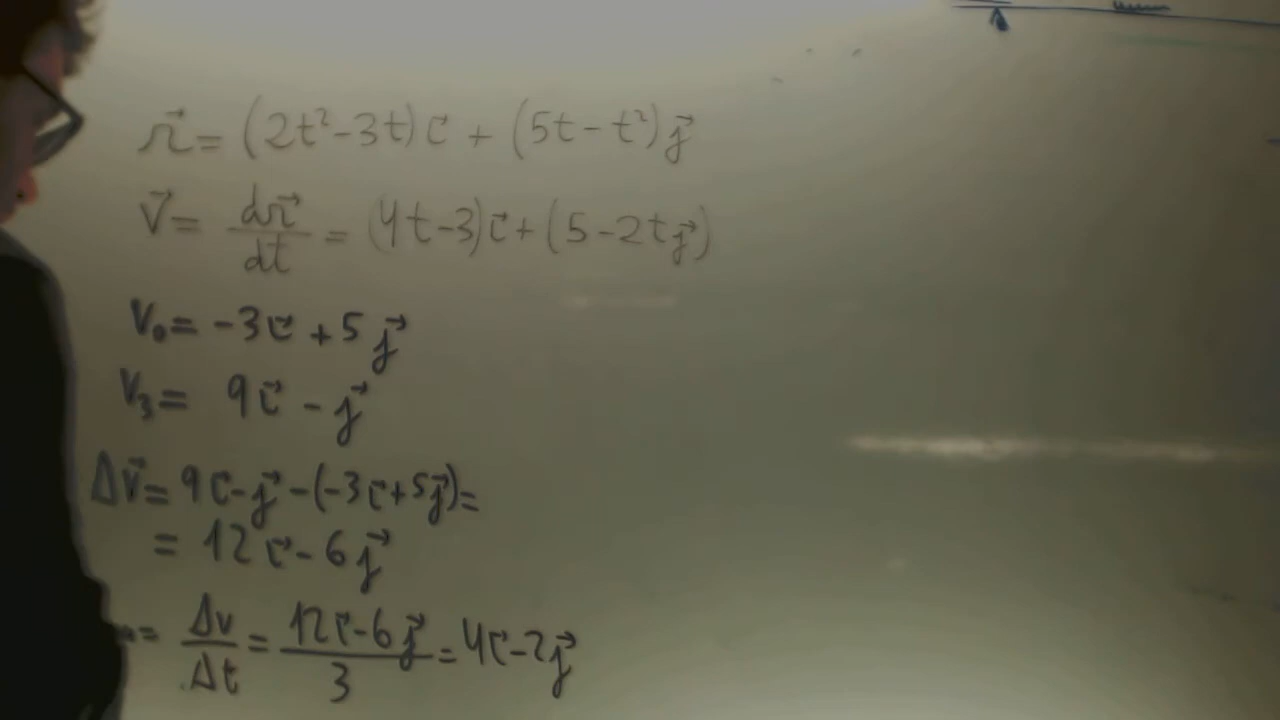 r⃗ = (2t² - 3t) i⃗ + (5t - t²) j⃗
v⃗ = dr⃗/dt = (4t - 3) i⃗ + (5 - 2t j⃗)
V₀ = -3 i⃗ + 5 j⃗
V₃ = 9 i⃗ - j⃗
Δv⃗ = 9 i⃗ - j⃗ - (-3 i⃗ + 5 j⃗) =
= 12 i⃗ - 6 j⃗
= Δv/Δt = (12 i⃗ - 6 j⃗)/3 = 4 i⃗ - 2 j⃗